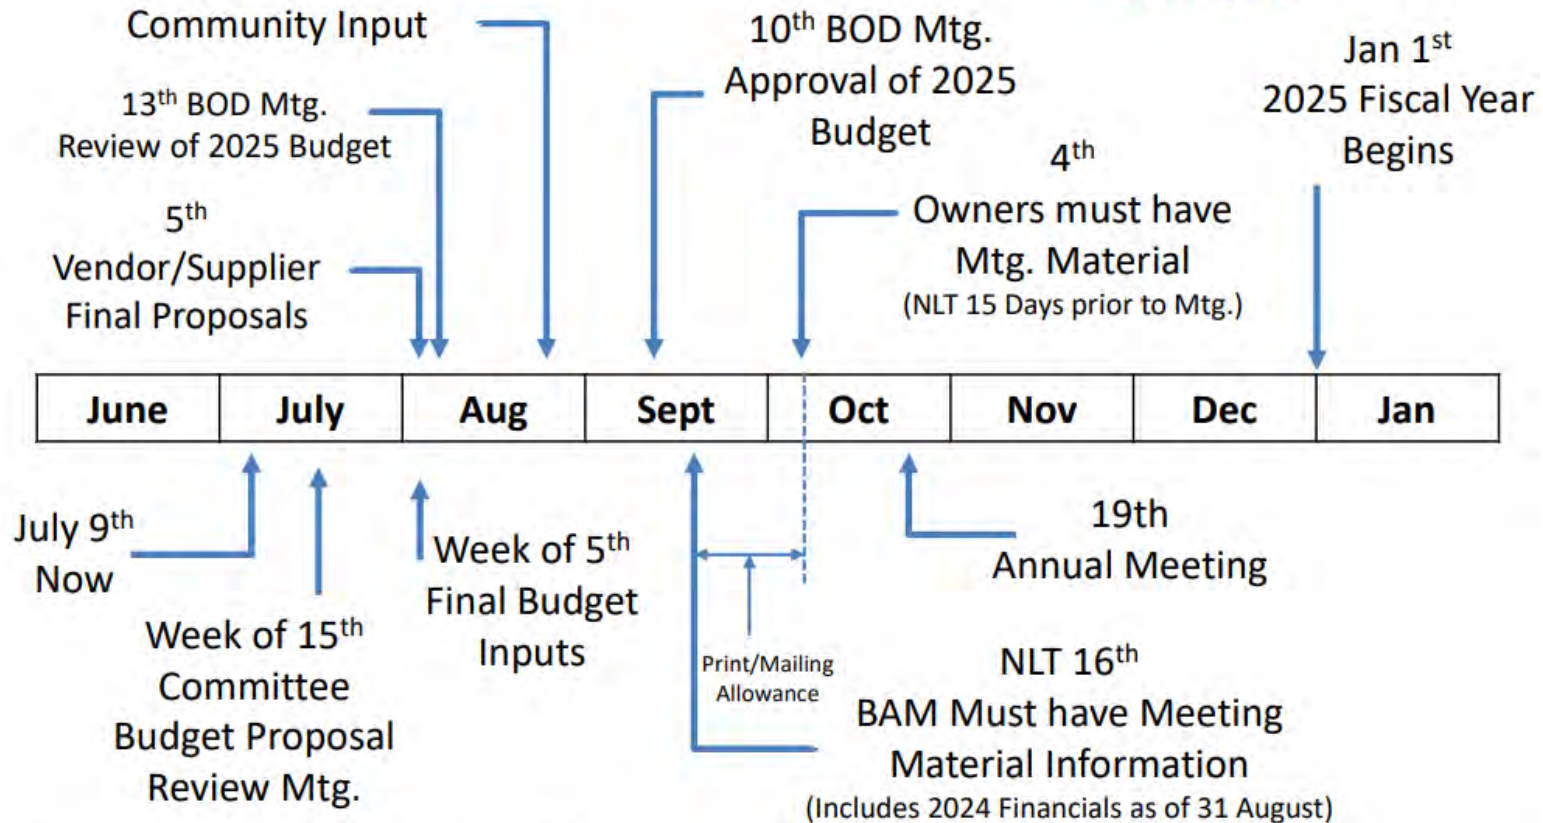 Community Input
13th BOD Mtg.
Review of 2025 Budget
5th
Vendor/Supplier
Final Proposals
10th BOD Mtg.
Approval of 2025
Budget
4th
Owners must have
Mtg. Material
(NLT 15 Days prior to Mtg.)
Jan 1st
2025 Fiscal Year
Begins
June July Aug Sept Oct Nov Dec Jan
July 9th
Now
Week of 15th
Committee
Budget Proposal
Review Mtg.
Week of 5th
Final Budget
Inputs
Print/Mailing
Allowance
19th
Annual Meeting
NLT 16th
BAM Must have Meeting
Material Information
(Includes 2024 Financials as of 31 August)